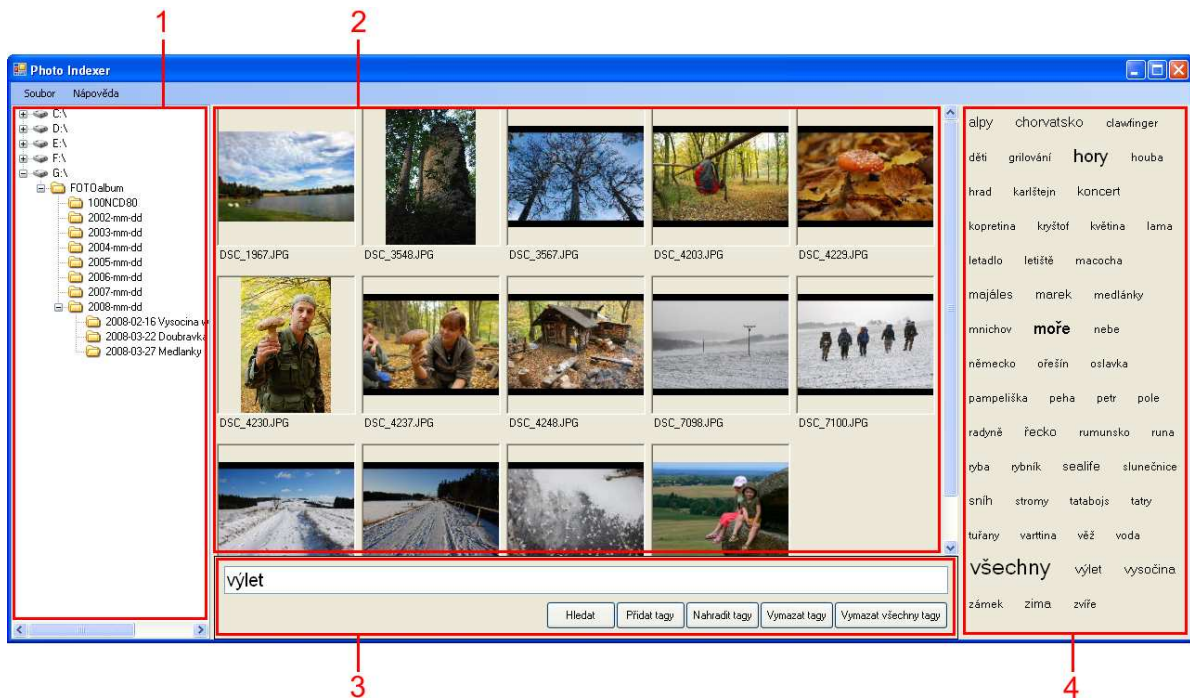 1
2
Photo Indexer
Soubor Nápověda
C:\
D:\
E:\
F:\
G:\
FOTOalbum
100NCD80
2002-mm-dd
2003-mm-dd
2004-mm-dd
2005-mm-dd
2006-mm-dd
2007-mm-dd
2008-mm-dd
2008-02-16 Vysocina w
2008-03-22 Doubravka
2008-03-27 Medlanky
DSC_1967.JPG DSC_3548.JPG DSC_3567.JPG DSC_4203.JPG DSC_4229.JPG
DSC_4230.JPG DSC_4237.JPG DSC_4248.JPG DSC_7098.JPG DSC_7100.JPG
výlet
Hledat Přidat tagy Nahradit tagy Vymazat tagy Vymazat všechny tagy
alpy chorvatsko clawfinger
děti grilování hory houba
hrad karlštejn koncert
kopretina kryštof květina lama
letadlo letiště macocha
majáles marek medlánky
mnichov moře nebe
německo ořešín oslavka
pampeliška peha petr pole
radyně řecko rumunsko runa
ryba rybník sealife slunečnice
sníh stromy tatabojs tatry
tuřany varttina věž voda
všechny výlet vysočina
zámek zima zvíře
3
4